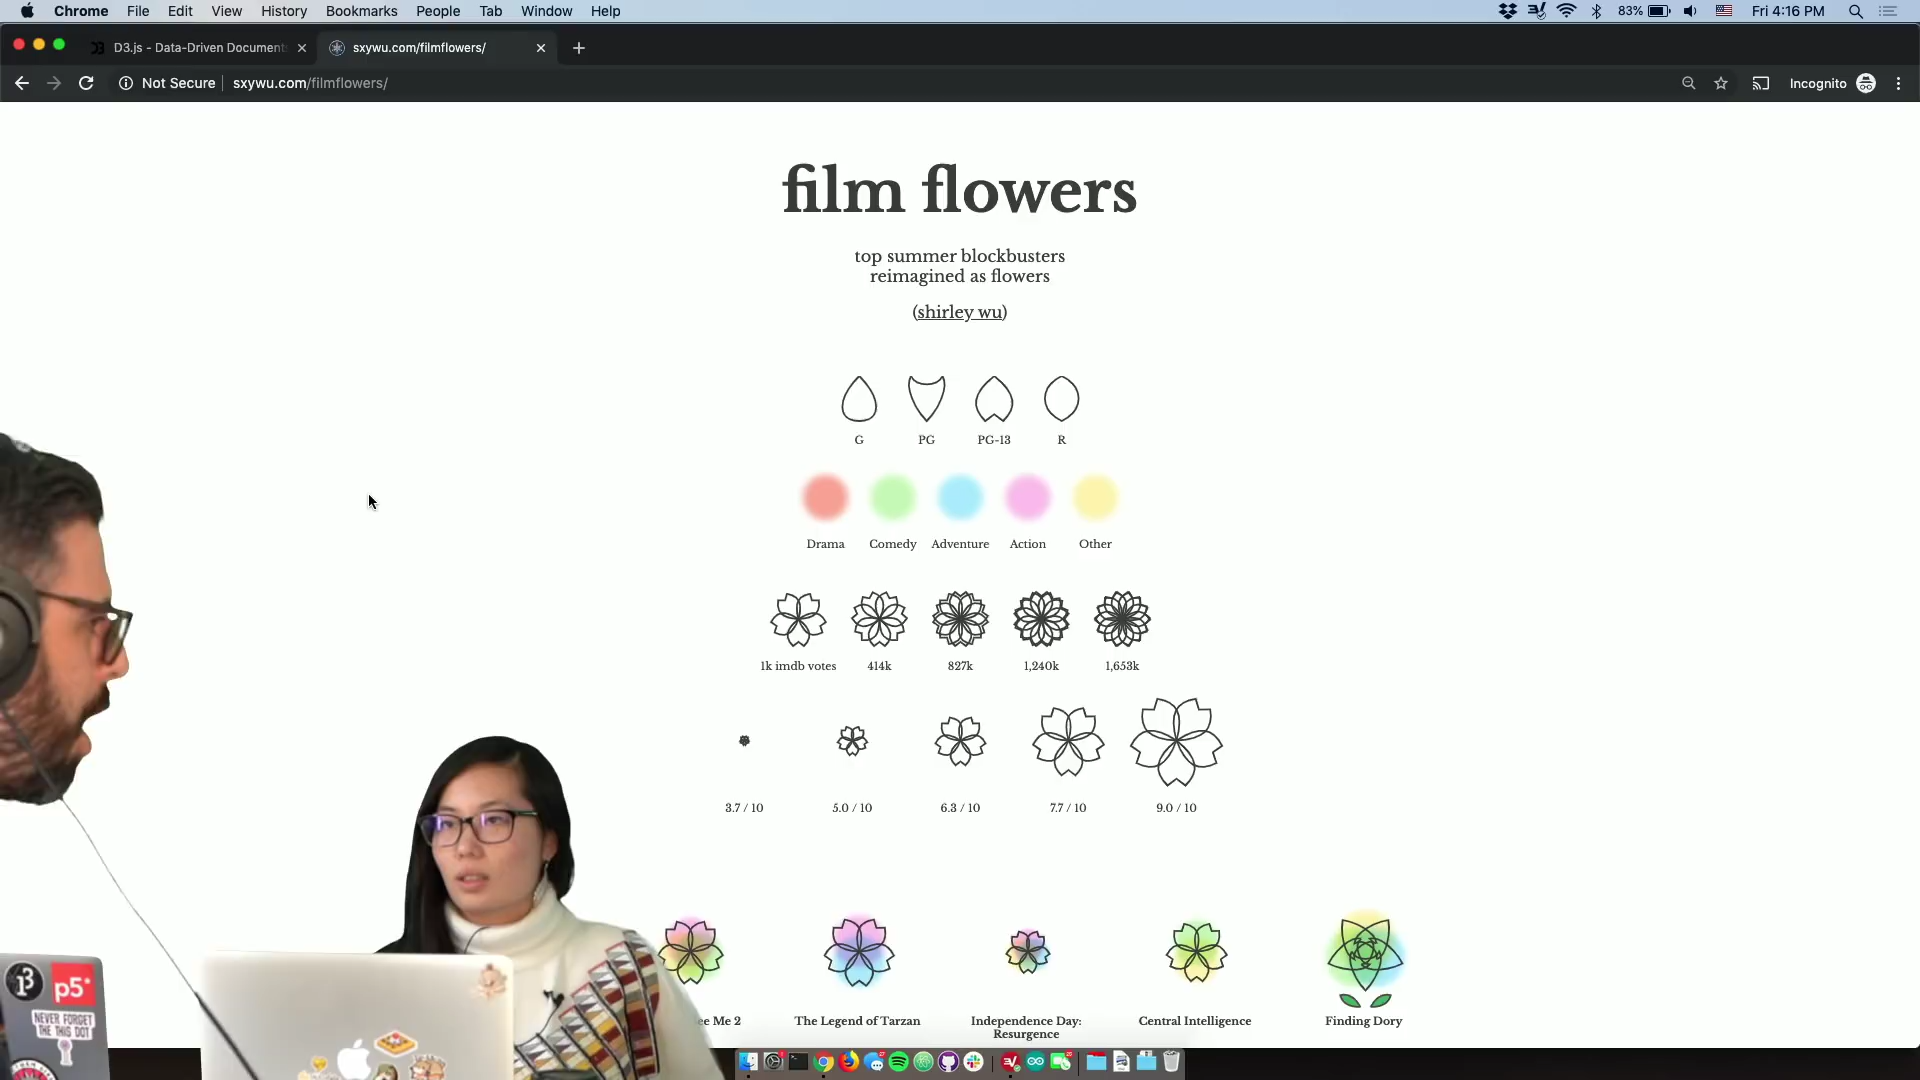 Chrome File Edit View History Bookmarks People Tab Window Help
83% Fri 4:16 PM
D3.js - Data-Driven Document
sxywu.com/filmflowers/
Not Secure sxywu.com/filmflowers/
Incognito
film flowers
top summer blockbusters
reimagined as flowers
(shirley wu)
G PG PG-13 R
Drama Comedy Adventure Action Other
1k imdb votes 414k 827k 1,240k 1,653k
3.7 / 10 5.0 / 10 6.3 / 10 7.7 / 10 9.0 / 10
ee Me 2 The Legend of Tarzan Independence Day: Central Intelligence Finding Dory
Resurgence
p5*
NEVER FORGET
THE THIS DOT